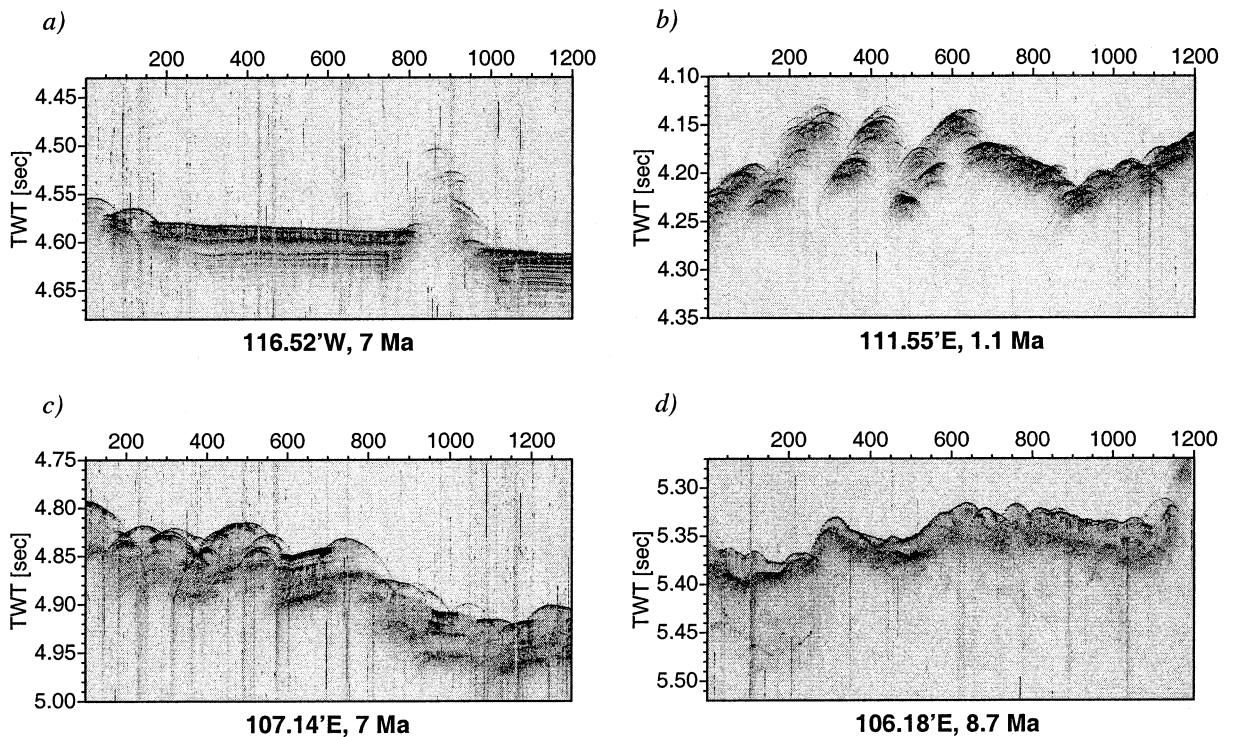 a)
200 400 600 800 1000 1200
TWT [sec]
4.45
4.50
4.55
4.60
4.65
116.52'W, 7 Ma
b)
200 400 600 800 1000 1200
TWT [sec]
4.10
4.15
4.20
4.25
4.30
4.35
111.55'E, 1.1 Ma
c)
200 400 600 800 1000 1200
TWT [sec]
4.75
4.80
4.85
4.90
4.95
5.00
107.14'E, 7 Ma
d)
200 400 600 800 1000 1200
TWT [sec]
5.30
5.35
5.40
5.45
5.50
106.18'E, 8.7 Ma